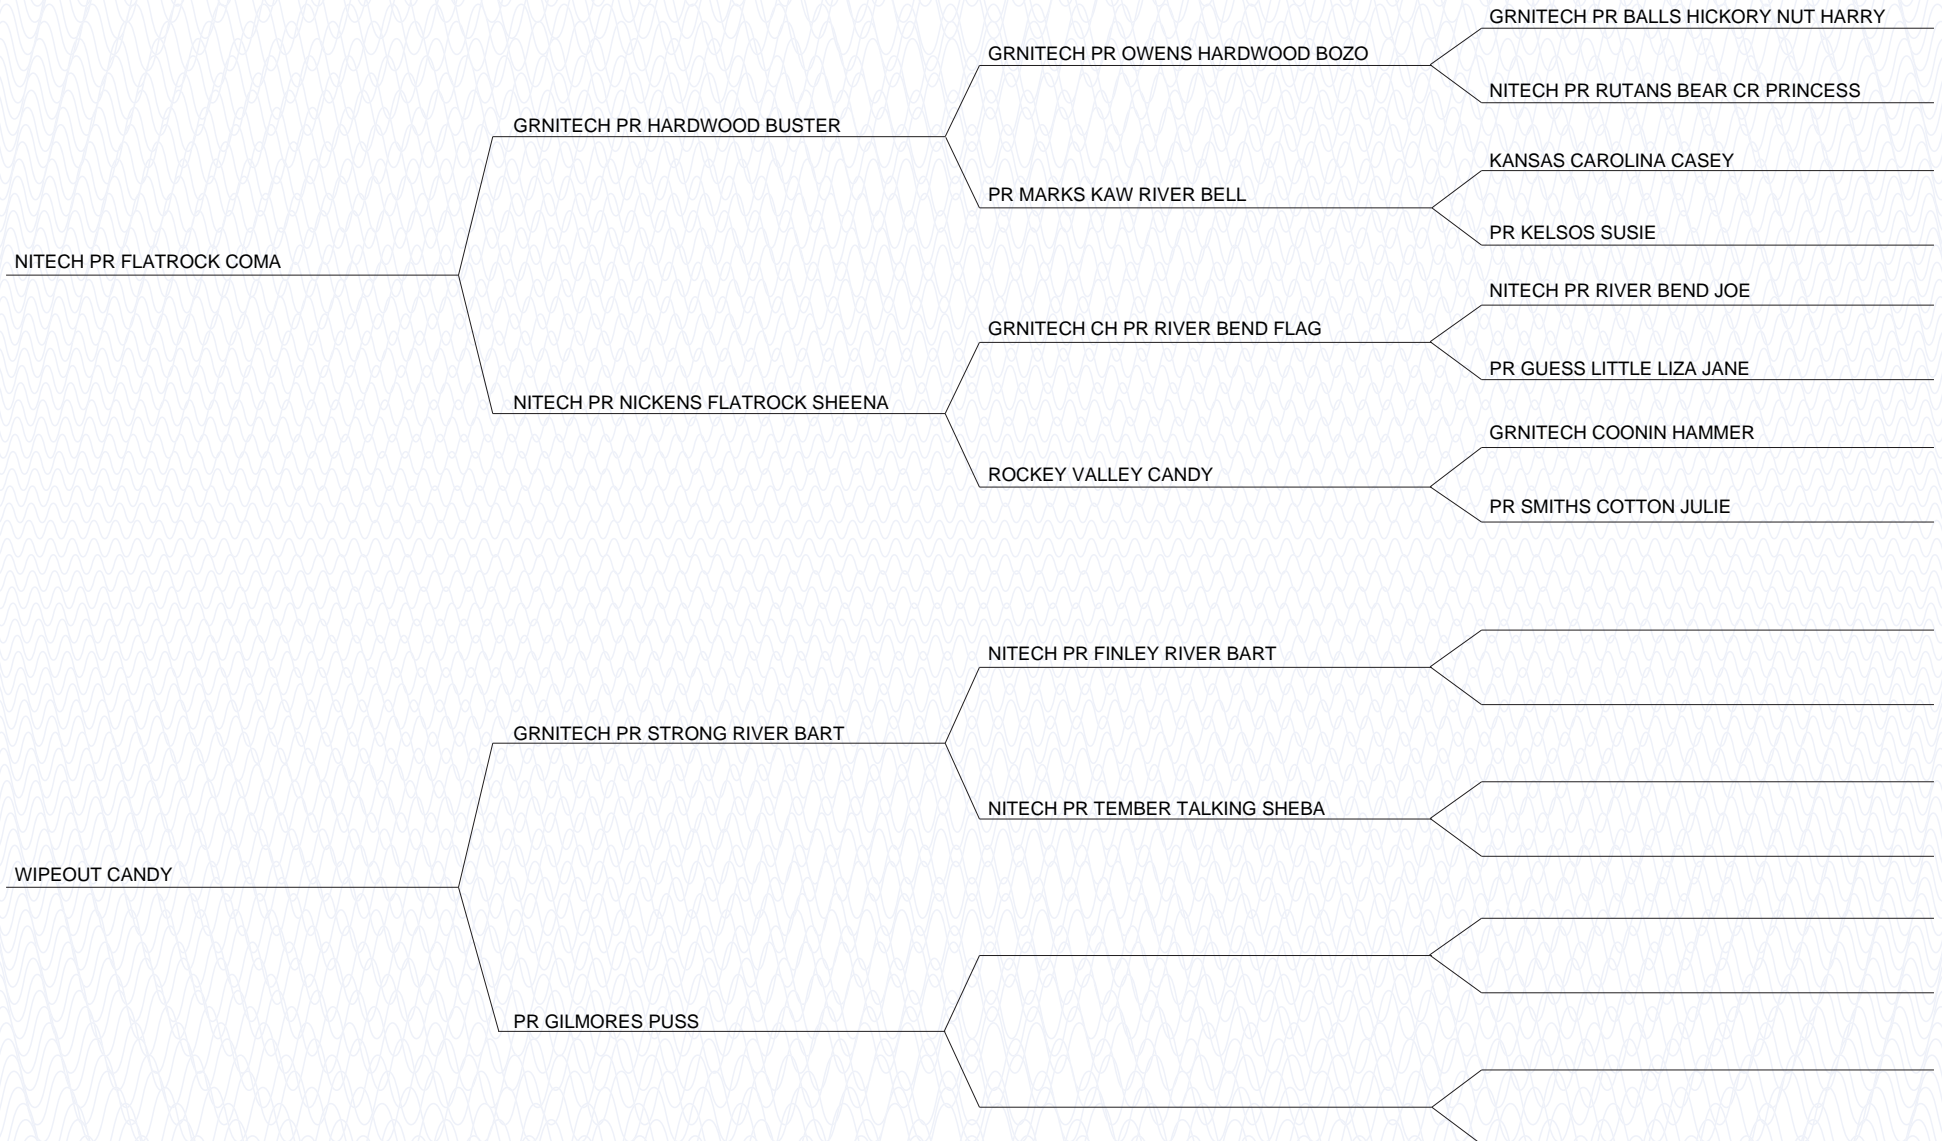 GRNITECH PR BALLS HICKORY NUT HARRY
GRNITECH PR OWENS HARDWOOD BOZO
NITECH PR RUTANS BEAR CR PRINCESS
GRNITECH PR HARDWOOD BUSTER
KANSAS CAROLINA CASEY
PR MARKS KAW RIVER BELL
PR KELSOS SUSIE
NITECH PR FLATROCK COMA
NITECH PR RIVER BEND JOE
GRNITECH CH PR RIVER BEND FLAG
PR GUESS LITTLE LIZA JANE
NITECH PR NICKENS FLATROCK SHEENA
GRNITECH COONIN HAMMER
ROCKEY VALLEY CANDY
PR SMITHS COTTON JULIE
NITECH PR FINLEY RIVER BART
GRNITECH PR STRONG RIVER BART
NITECH PR TEMBER TALKING SHEBA
WIPEOUT CANDY
PR GILMORES PUSS